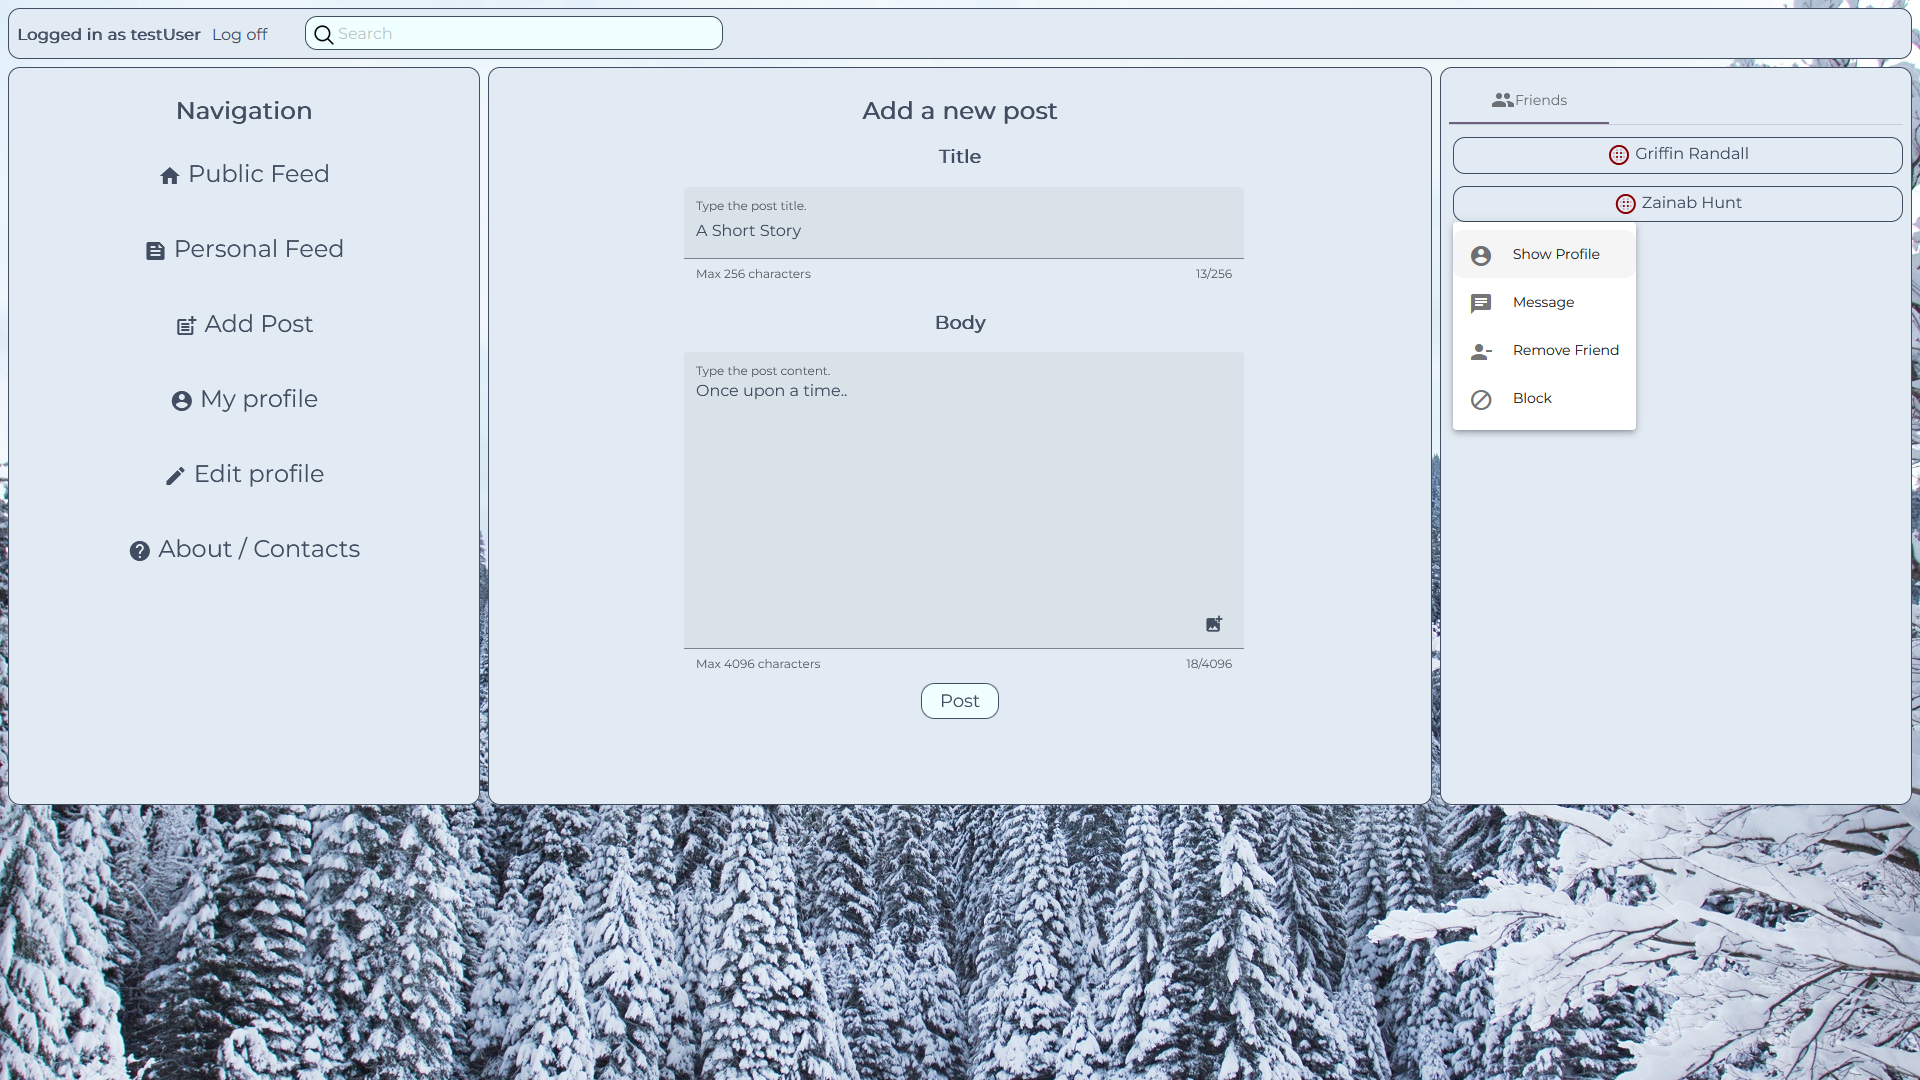 Logged in as testUser Log off Search
Navigation
Public Feed
Personal Feed
Add Post
My profile
Edit profile
About / Contacts
Add a new post
Title
Type the post title.
A Short Story
Max 256 characters 13/256
Body
Type the post content.
Once upon a time..
Max 4096 characters 18/4096
Post
Friends
Griffin Randall
Zainab Hunt
Show Profile
Message
Remove Friend
Block